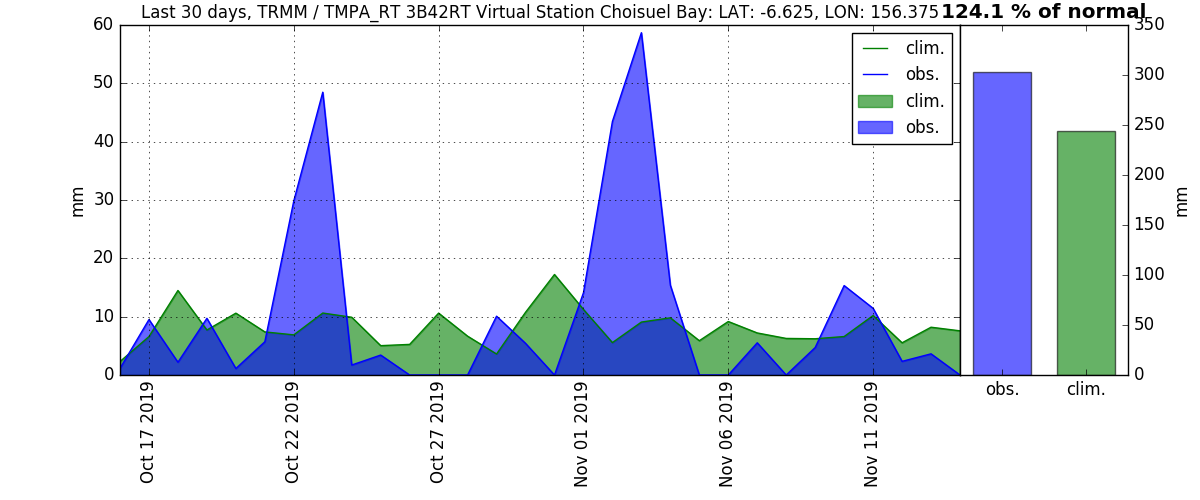 Last 30 days, TRMM / TMPA_RT 3B42RT Virtual Station Choisuel Bay: LAT: -6.625, LON: 156.375
124.1 % of normal
clim.
obs.
clim.
obs.
60
50
40
30
20
10
0
mm
Oct 17 2019
Oct 22 2019
Oct 27 2019
Nov 01 2019
Nov 06 2019
Nov 11 2019
350
300
250
200
150
100
50
0
mm
obs.
clim.